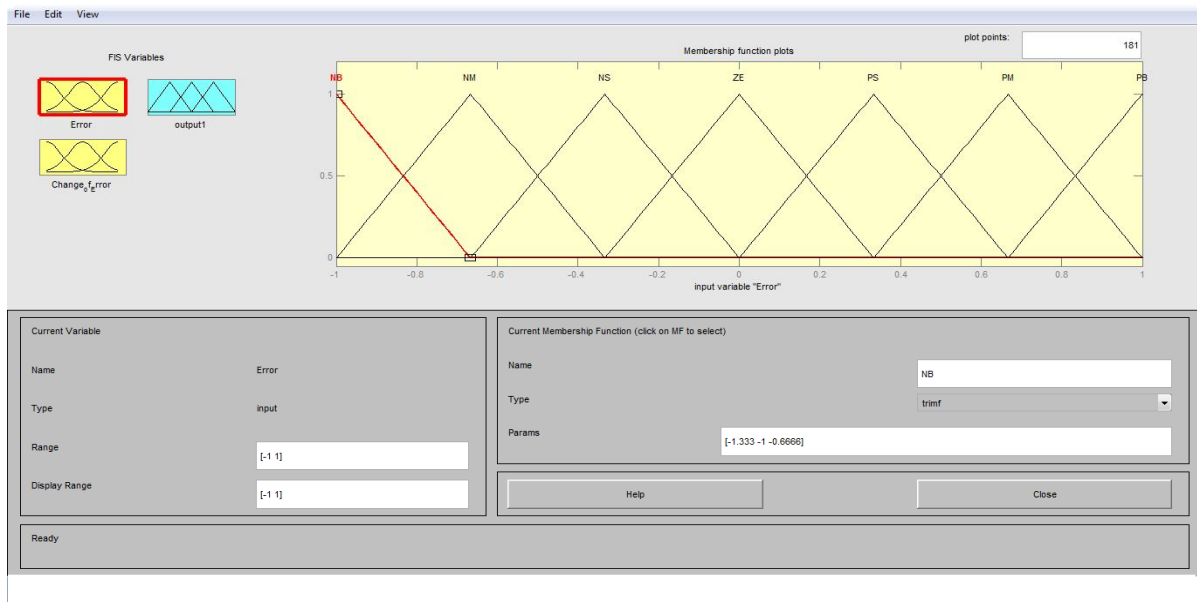 File Edit View
FIS Variables
Membership function plots
plot points:
181
Error
output1
Change_of_Error
NB NM NS ZE PS PM PB
1
0.5
0
-1 -0.8 -0.6 -0.4 -0.2 0 0.2 0.4 0.6 0.8 1
input variable "Error"
Current Variable
Name Error
Type input
Range [-1 1]
Display Range [-1 1]
Current Membership Function (click on MF to select)
Name NB
Type trimf
Params [-1.333 -1 -0.6666]
Help Close
Ready